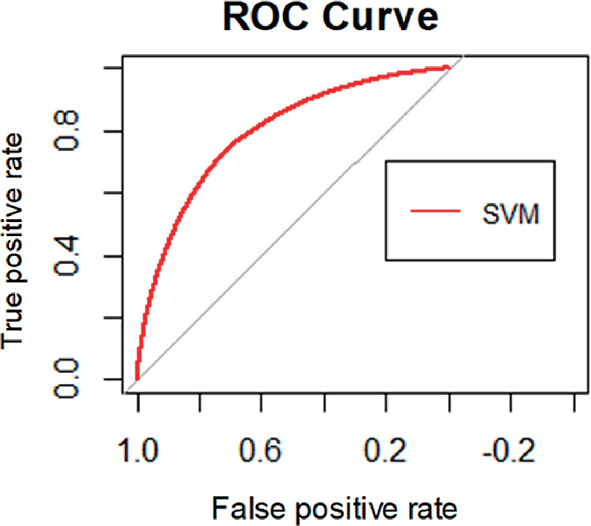 ROC Curve
True positive rate
0.8
0.4
0.0
SVM
1.0 0.6 0.2 -0.2
False positive rate